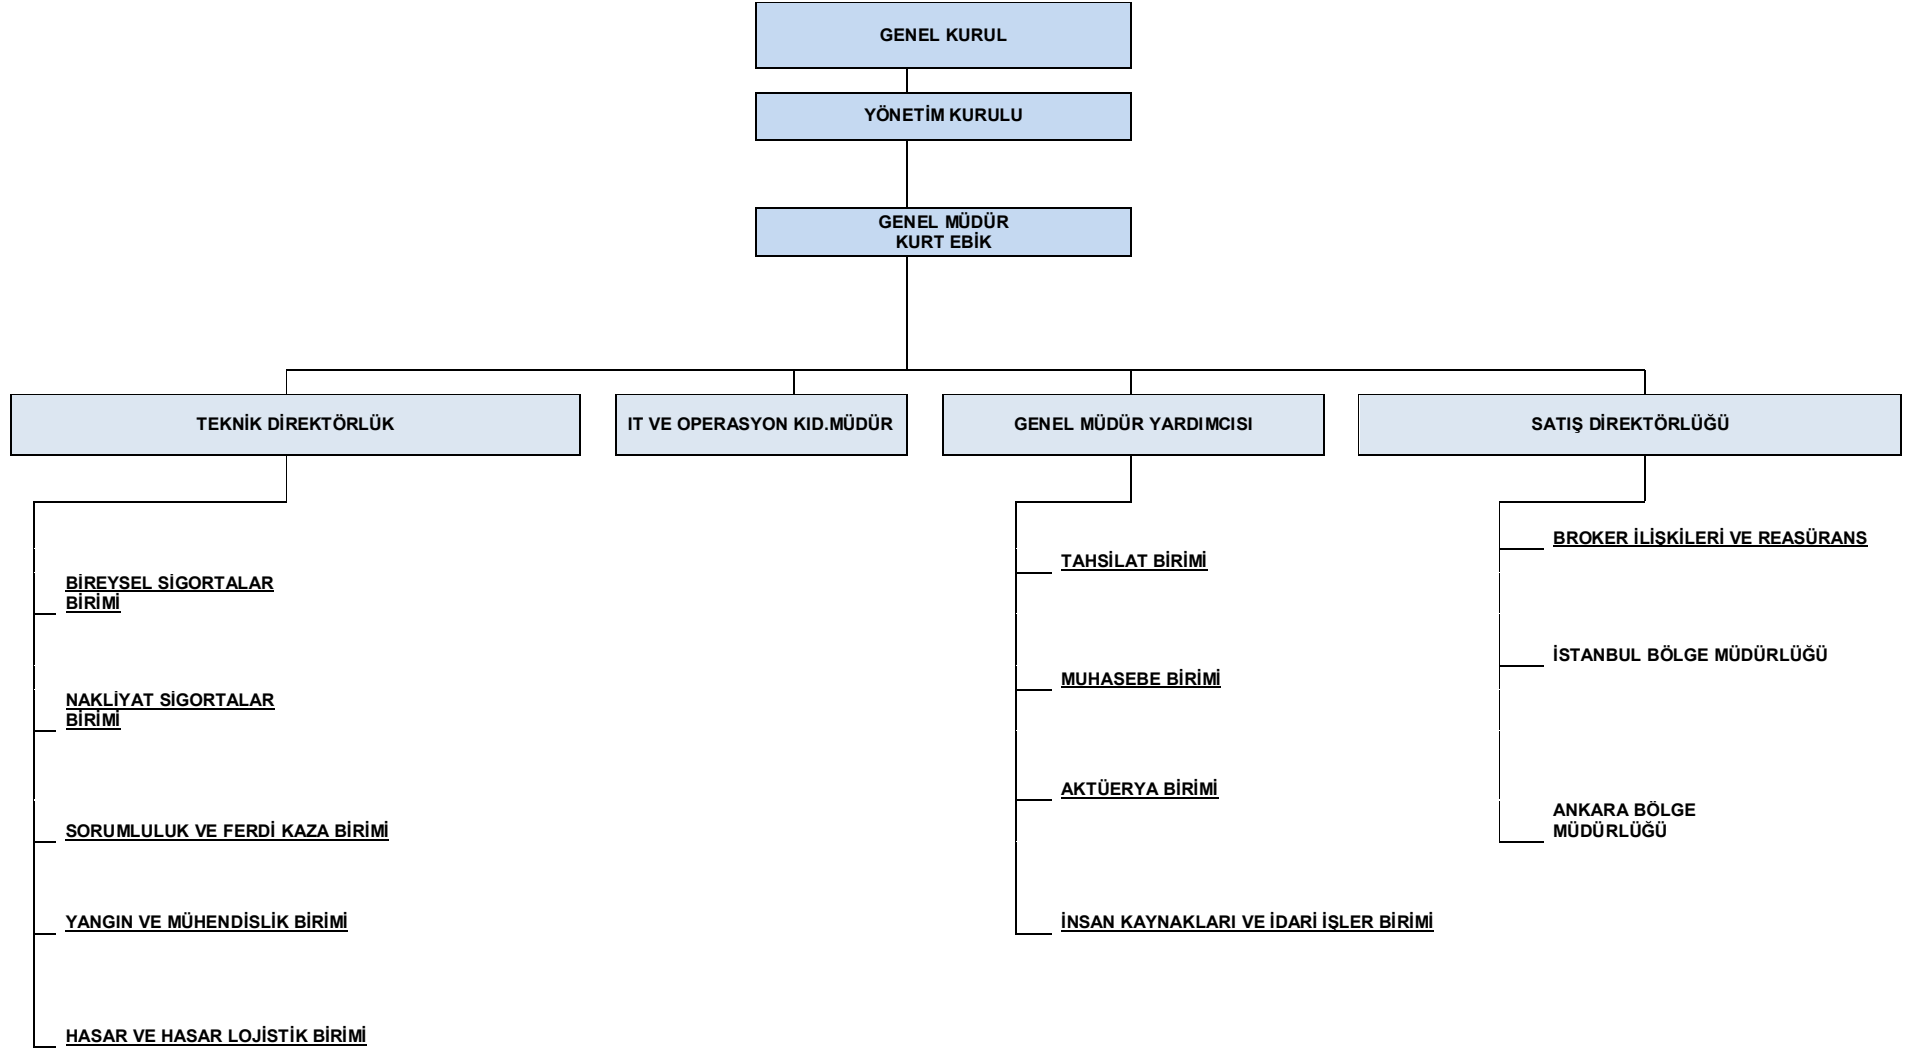 GENEL KURUL
YÖNETİM KURULU
GENEL MÜDÜR
KURT EBİK
TEKNİK DİREKTÖRLÜK
IT VE OPERASYON KID.MÜDÜR
GENEL MÜDÜR YARDIMCISI
SATIŞ DİREKTÖRLÜĞÜ
BİREYSEL SİGORTALAR
BİRİMİ
NAKLİYAT SİGORTALAR
BİRİMİ
SORUMLULUK VE FERDİ KAZA BİRİMİ
YANGIN VE MÜHENDİSLİK BİRİMİ
HASAR VE HASAR LOJİSTİK BİRİMİ
TAHSİLAT BİRİMİ
MUHASEBE BİRİMİ
AKTÜERYA BİRİMİ
İNSAN KAYNAKLARI VE İDARİ İŞLER BİRİMİ
BROKER İLİŞKİLERİ VE REASÜRANS
İSTANBUL BÖLGE MÜDÜRLÜĞÜ
ANKARA BÖLGE
MÜDÜRLÜĞÜ